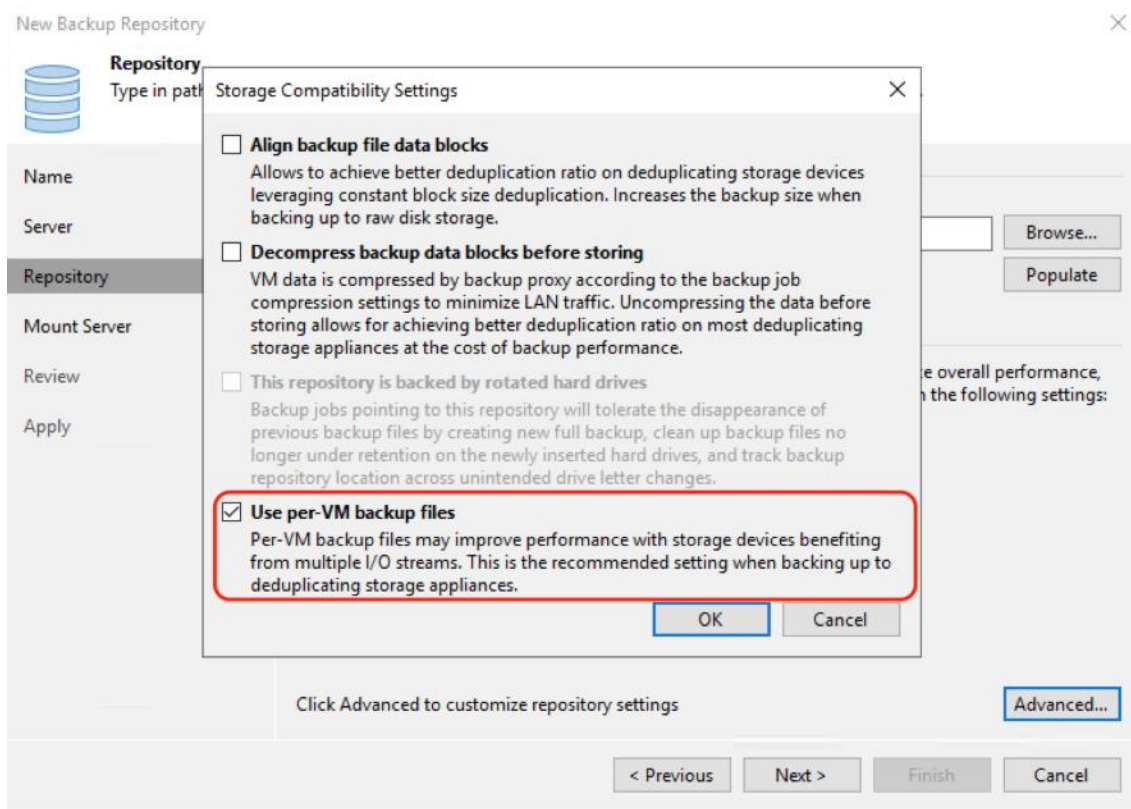 New Backup Repository
Repository
Type in path
Storage Compatibility Settings
Align backup file data blocks
Allows to achieve better deduplication ratio on deduplicating storage devices
leveraging constant block size deduplication. Increases the backup size when
backing up to raw disk storage.
Decompress backup data blocks before storing
VM data is compressed by backup proxy according to the backup job
compression settings to minimize LAN traffic. Uncompressing the data before
storing allows for achieving better deduplication ratio on most deduplicating
storage appliances at the cost of backup performance.
This repository is backed by rotated hard drives
Backup jobs pointing to this repository will tolerate the disappearance of
previous backup files by creating new full backup, clean up backup files no
longer under retention on the newly inserted hard drives, and track backup
repository location across unintended drive letter changes.
Use per-VM backup files
Per-VM backup files may improve performance with storage devices benefiting
from multiple I/O streams. This is the recommended setting when backing up to
deduplicating storage appliances.
OK
Cancel
Name
Server
Repository
Mount Server
Review
Apply
Browse...
Populate
overall performance,
the following settings:
Click Advanced to customize repository settings
Advanced...
< Previous
Next >
Finish
Cancel